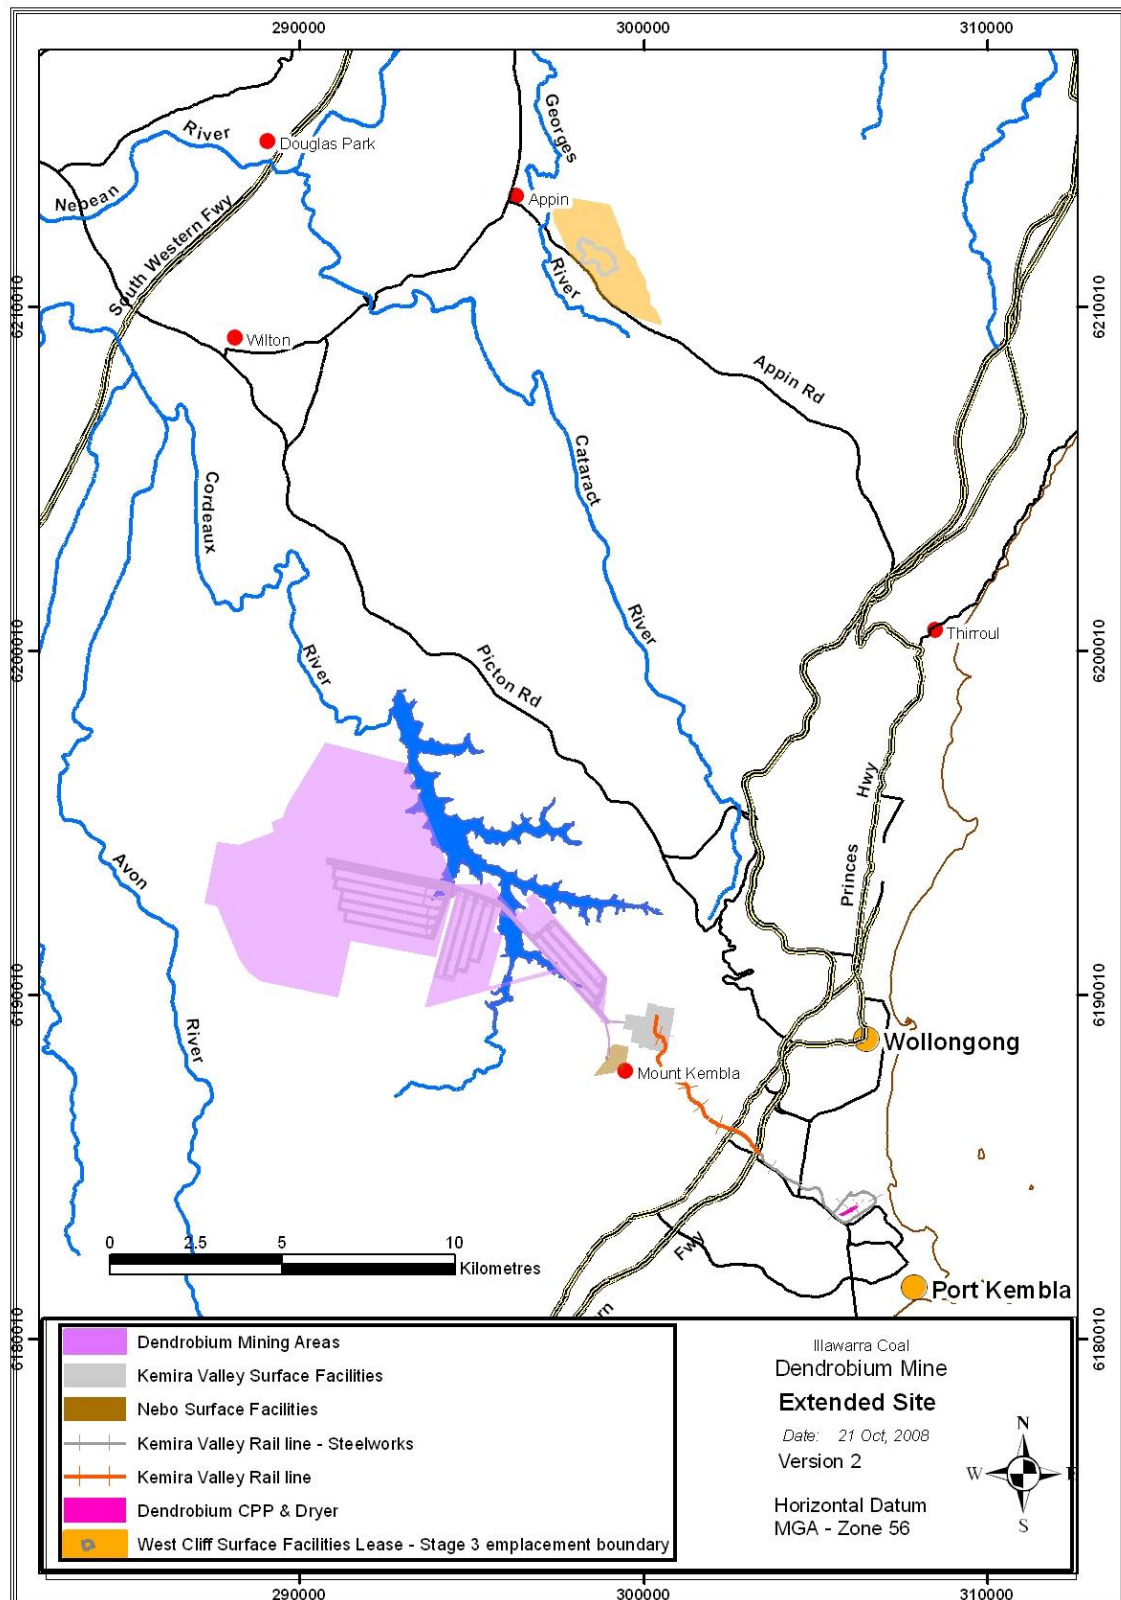 290000
300000
310000
Georges
River
Douglas Park
Nepean
Appin
South Western Fwy
River
6210010
6210010
Wilton
Appin Rd
Cataract
Cordeaux
River
Thirroul
River
6200010
6200010
Picton Rd
Hwy
Avon
Princes
6190010
6190010
River
Wollongong
Mount Kembla
0
2.5
5
10
Kilometres
Fwy
rn
Port Kembla
6180010
6180010
Dendrobium Mining Areas
Kemira Valley Surface Facilities
Nebo Surface Facilities
Kemira Valley Rail line - Steelworks
Kemira Valley Rail line
Dendrobium CPP & Dryer
West Cliff Surface Facilities Lease - Stage 3 emplacement boundary
Illawarra Coal
Dendrobium Mine
Extended Site
Date: 21 Oct, 2008
Version 2
Horizontal Datum
MGA - Zone 56
N
W
E
S
290000
300000
310000